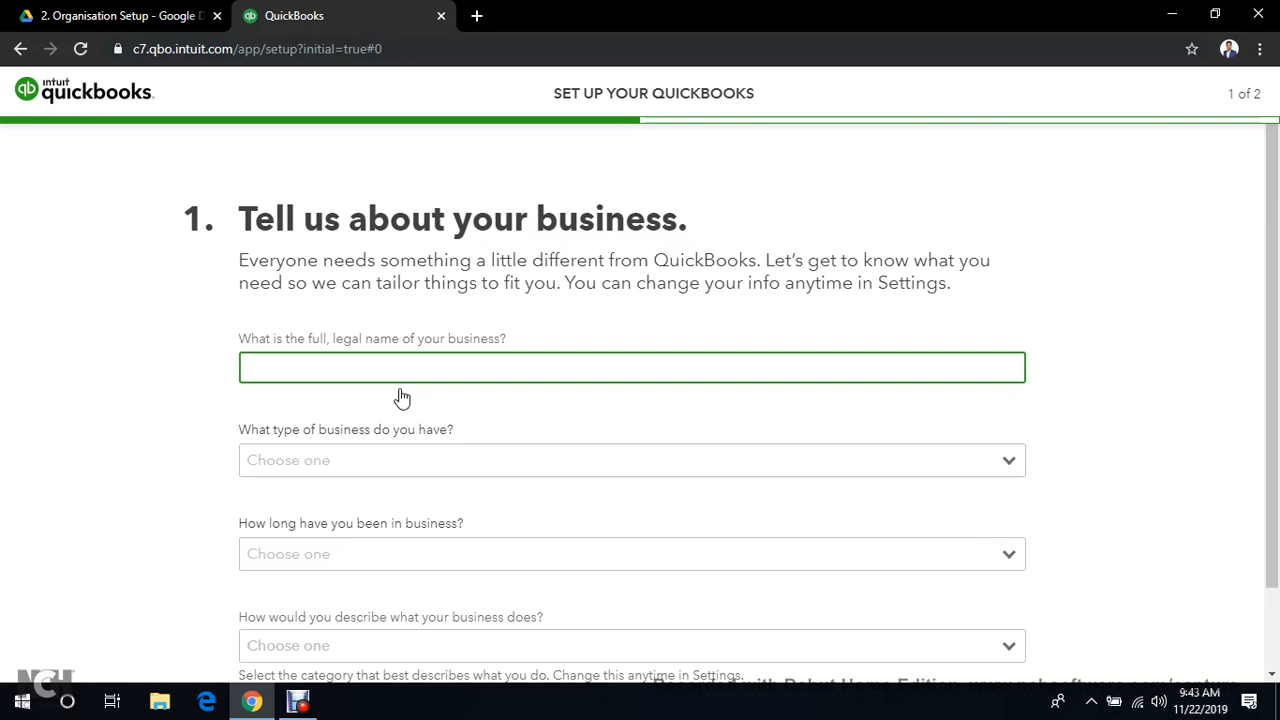 2. Organisation Setup - Google D
QuickBooks
c7.qbo.intuit.com/app/setup?initial=true#0
intuit
quickbooks.
SET UP YOUR QUICKBOOKS
1 of 2
1. Tell us about your business.
Everyone needs something a little different from QuickBooks. Let's get to know what you
need so we can tailor things to fit you. You can change your info anytime in Settings.
What is the full, legal name of your business?
What type of business do you have?
Choose one
How long have you been in business?
Choose one
How would you describe what your business does?
Choose one
Select the category that best describes what you do. Change this anytime in Settings.
NCH
Recorded with Debut Home Edition
9:43 AM
11/22/2019